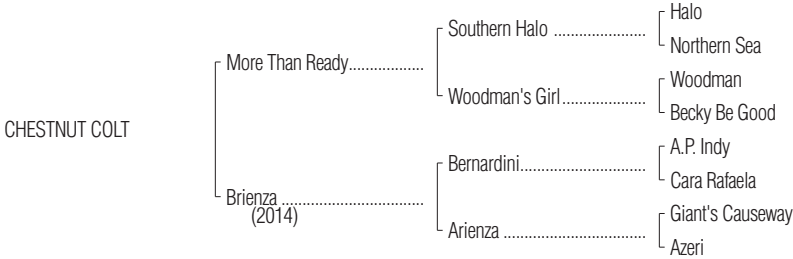 Halo
Southern Halo ......................
Northern Sea
More Than Ready..................
Woodman
Woodman's Girl....................
Becky Be Good
CHESTNUT COLT
A.P. Indy
Bernardini..............................
Cara Rafaela
Brienza ..................................
(2014)
Giant's Causeway
Arienza ..................................
Azeri